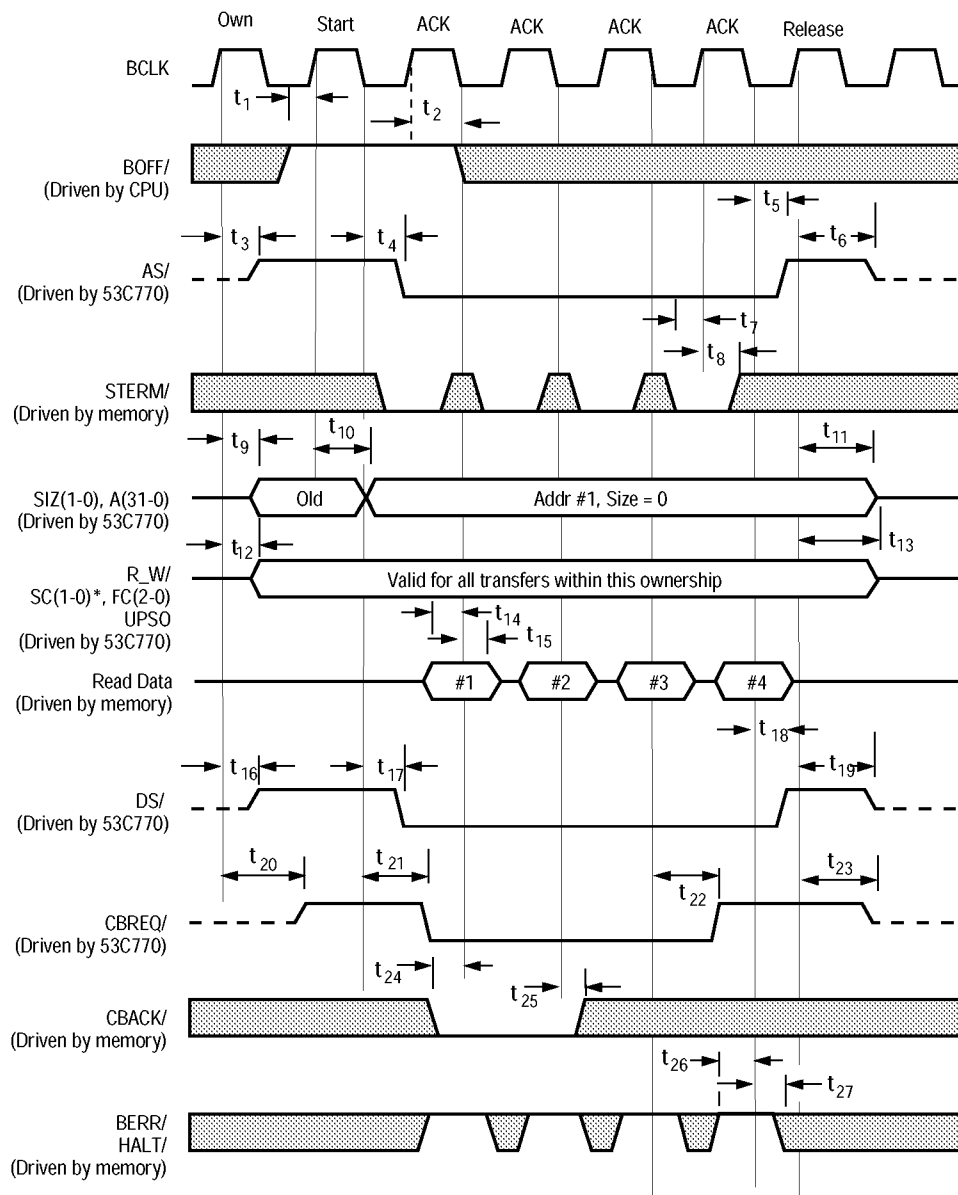 Own Start ACK ACK ACK ACK Release
BCLK
t1 t2
BOFF/
(Driven by CPU)
t5
t3 t4 t6
AS/
(Driven by 53C770)
t7
t8
STERM/
(Driven by memory)
t9 t10 t11
SIZ(1-0), A(31-0)
(Driven by 53C770)
Old Addr #1, Size = 0
t12 t13
R_W/
SC(1-0)*, FC(2-0)
UPSO
(Driven by 53C770)
Valid for all transfers within this ownership
t14
t15
Read Data
(Driven by memory)
#1 #2 #3 #4
t18
t16 t17 t19
DS/
(Driven by 53C770)
t20 t21 t22 t23
CBREQ/
(Driven by 53C770)
t24
t25
CBACK/
(Driven by memory)
t26
t27
BERR/
HALT/
(Driven by memory)